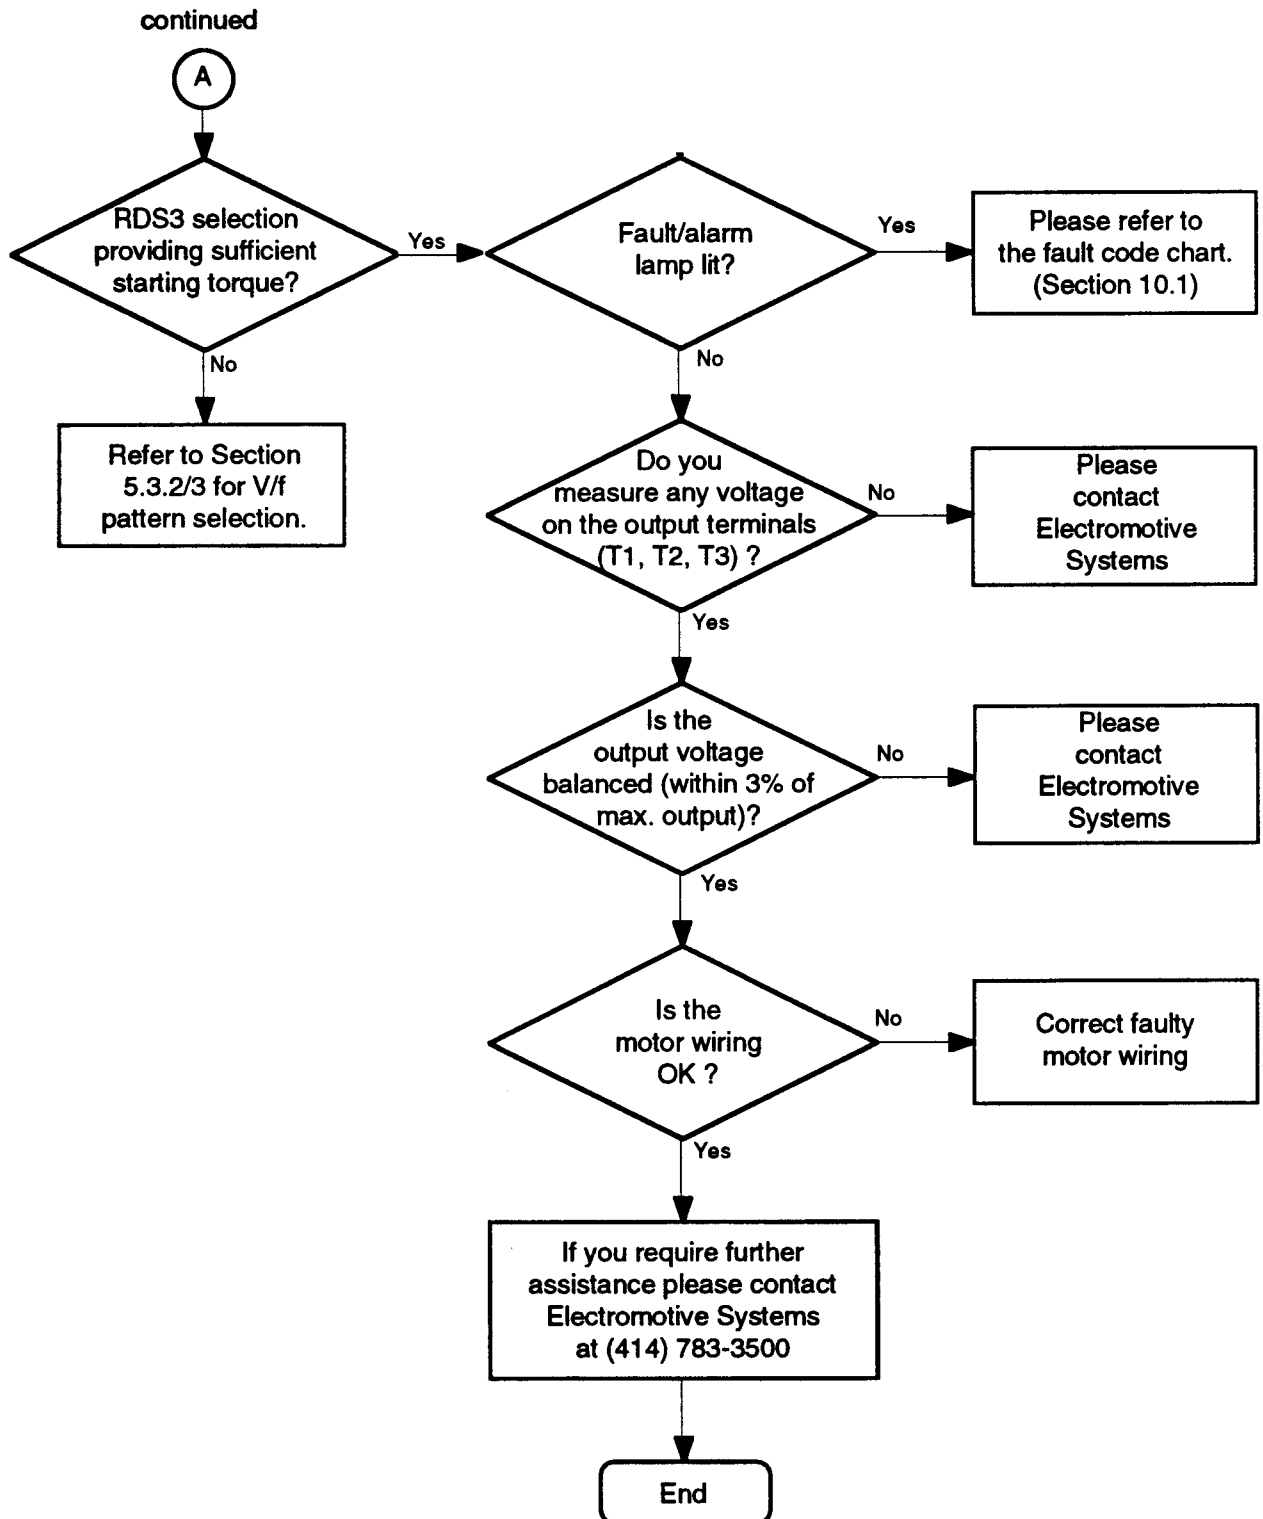 continued
A
RDS3 selection
providing sufficient
starting torque?
Yes
No
Refer to Section
5.3.2/3 for V/f
pattern selection.
Fault/alarm
lamp lit?
Yes
Please refer to
the fault code chart.
(Section 10.1)
No
Do you
measure any voltage
on the output terminals
(T1, T2, T3) ?
No
Please
contact
Electromotive
Systems
Yes
Is the
output voltage
balanced (within 3% of
max. output)?
No
Please
contact
Electromotive
Systems
Yes
Is the
motor wiring
OK ?
No
Correct faulty
motor wiring
Yes
If you require further
assistance please contact
Electromotive Systems
at (414) 783-3500
End